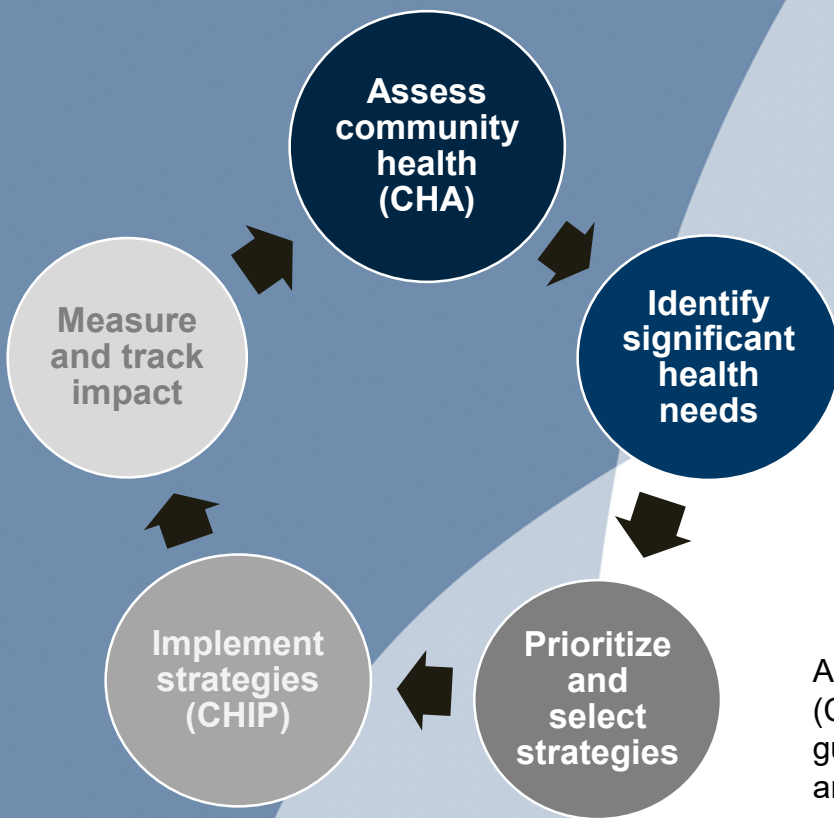 Assess
community
health
(CHA)
Identify
significant
health
needs
Prioritize
and
select
strategies
Implement
strategies
(CHIP)
Measure
and track
impact